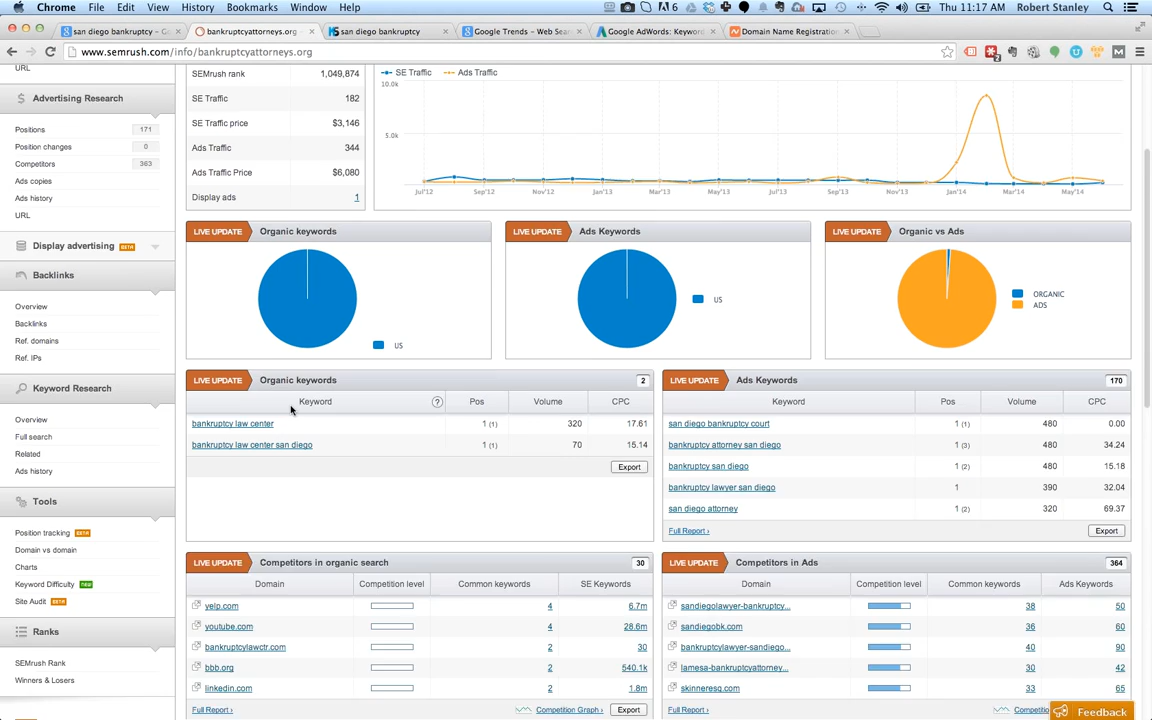 Chrome File Edit View History Bookmarks Window Help 6 Thu 11:17 AM Robert Stanley
san diego bankruptcy – G bankruptcyattorneys.org san diego bankruptcy Google Trends - Web Sear Google AdWords: Keyword Domain Name Registration
www.semrush.com/info/bankruptcyattorneys.org
2
URL
Advertising Research
Positions 171
Position changes 0
Competitors 363
Ads copies
Ads history
URL
Display advertising BETA
Backlinks
Overview
Backlinks
Ref. domains
Ref. IPs
Keyword Research
Overview
Full search
Related
Ads history
Tools
Position tracking BETA
Domain vs domain
Charts
Keyword Difficulty new
Site Audit BETA
Ranks
SEMrush Rank
Winners & Losers
SEMrush rank 1,049,874
SE Traffic 182
SE Traffic price $3,146
Ads Traffic 344
Ads Traffic Price $6,080
Display ads 1
SE Traffic Ads Traffic
10.0k
5.0k
Jul'12 Sep'12 Nov'12 Jan'13 Mar'13 May'13 Jul'13 Sep'13 Nov'13 Jan'14 Mar'14 May'14
LIVE UPDATE Organic keywords
US
LIVE UPDATE Ads Keywords
US
LIVE UPDATE Organic vs Ads
ORGANIC
ADS
LIVE UPDATE Organic keywords 2
Keyword ? Pos Volume CPC
bankruptcy law center 1 (1) 320 17.61
bankruptcy law center san diego 1 (1) 70 15.14
Export
LIVE UPDATE Ads Keywords 170
Keyword Pos Volume CPC
san diego bankruptcy court 1 (1) 480 0.00
bankruptcy attorney san diego 1 (3) 480 34.24
bankruptcy san diego 1 (2) 480 15.18
bankruptcy lawyer san diego 1 390 32.04
san diego attorney 1 (2) 320 69.37
Full Report › Export
LIVE UPDATE Competitors in organic search 30
Domain Competition level Common keywords SE Keywords
yelp.com 4 6.7m
youtube.com 4 28.6m
bankruptcylawctr.com 2 30
bbb.org 2 540.1k
linkedin.com 2 1.8m
Full Report › Competition Graph › Export
LIVE UPDATE Competitors in Ads 364
Domain Competition level Common keywords Ads Keywords
sandiegolawyer-bankruptcy... 38 50
sandiegobk.com 36 60
bankruptcylawyer-sandiego... 40 90
lamesa-bankruptcyattorney... 30 42
skinneresq.com 33 65
Full Report › Competitio
Feedback